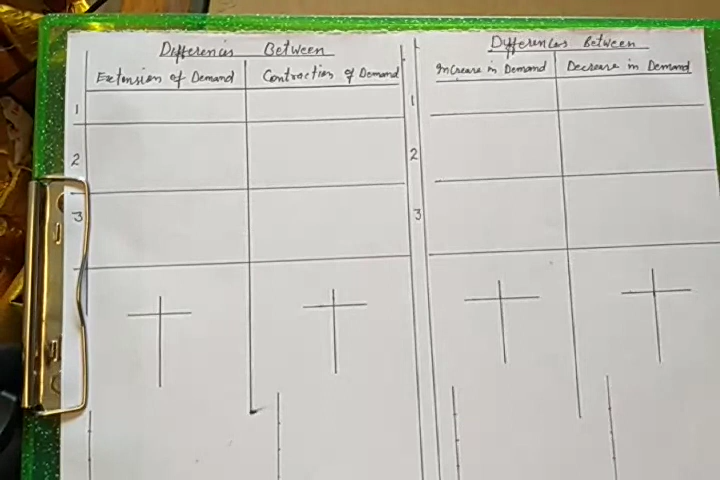 Differences Between
Extension of Demand Contraction of Demand
1
2
3
Differences Between
Increase in Demand Decrease in Demand
1
2
3